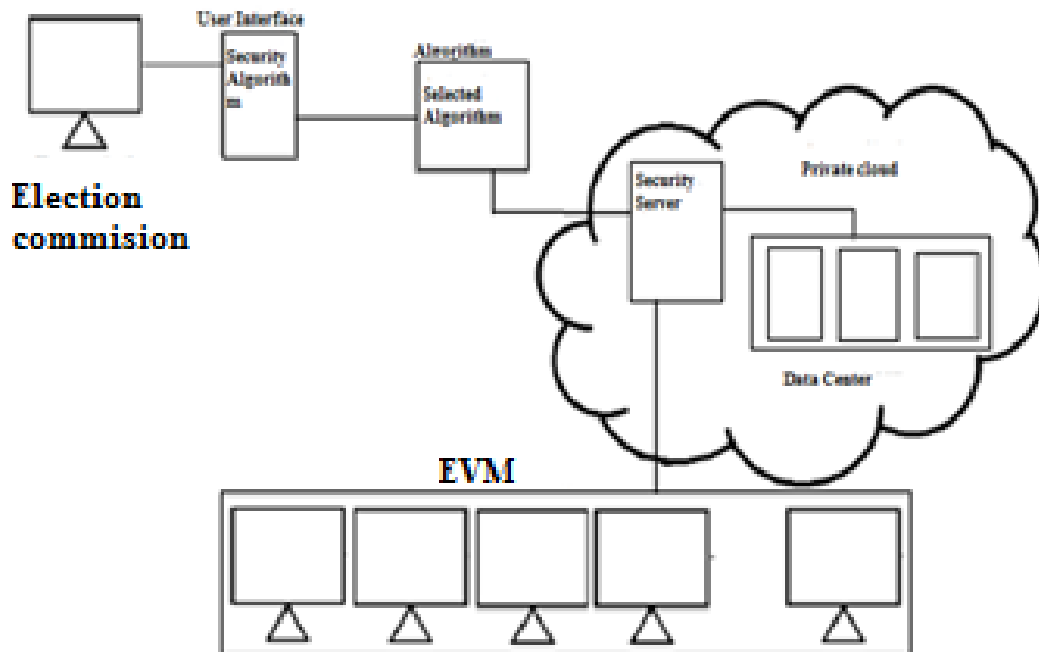 User Interface
Security
Algorith
m
Algorithm
Selected
Algorithm
Election
commision
Private cloud
Security
Server
Data Center
EVM